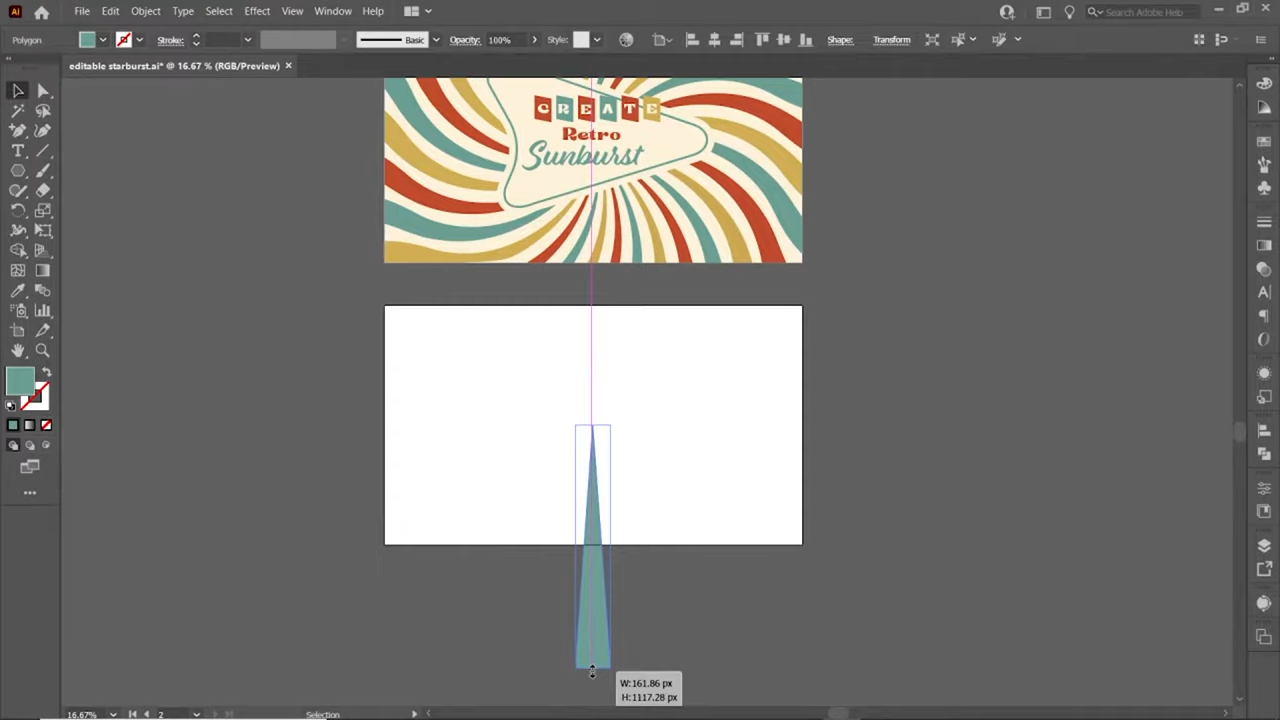 Ai File Edit Object Type Select Effect View Window Help Search Adobe Help
Polygon Stroke: Basic Opacity: 100% Style: Shape: Transform
editable starburst.ai* @ 16.67 % (RGB/Preview)
CREATE
Retro
Sunburst
W:161.86 px
H:1117.28 px
16.67% 2 Selection